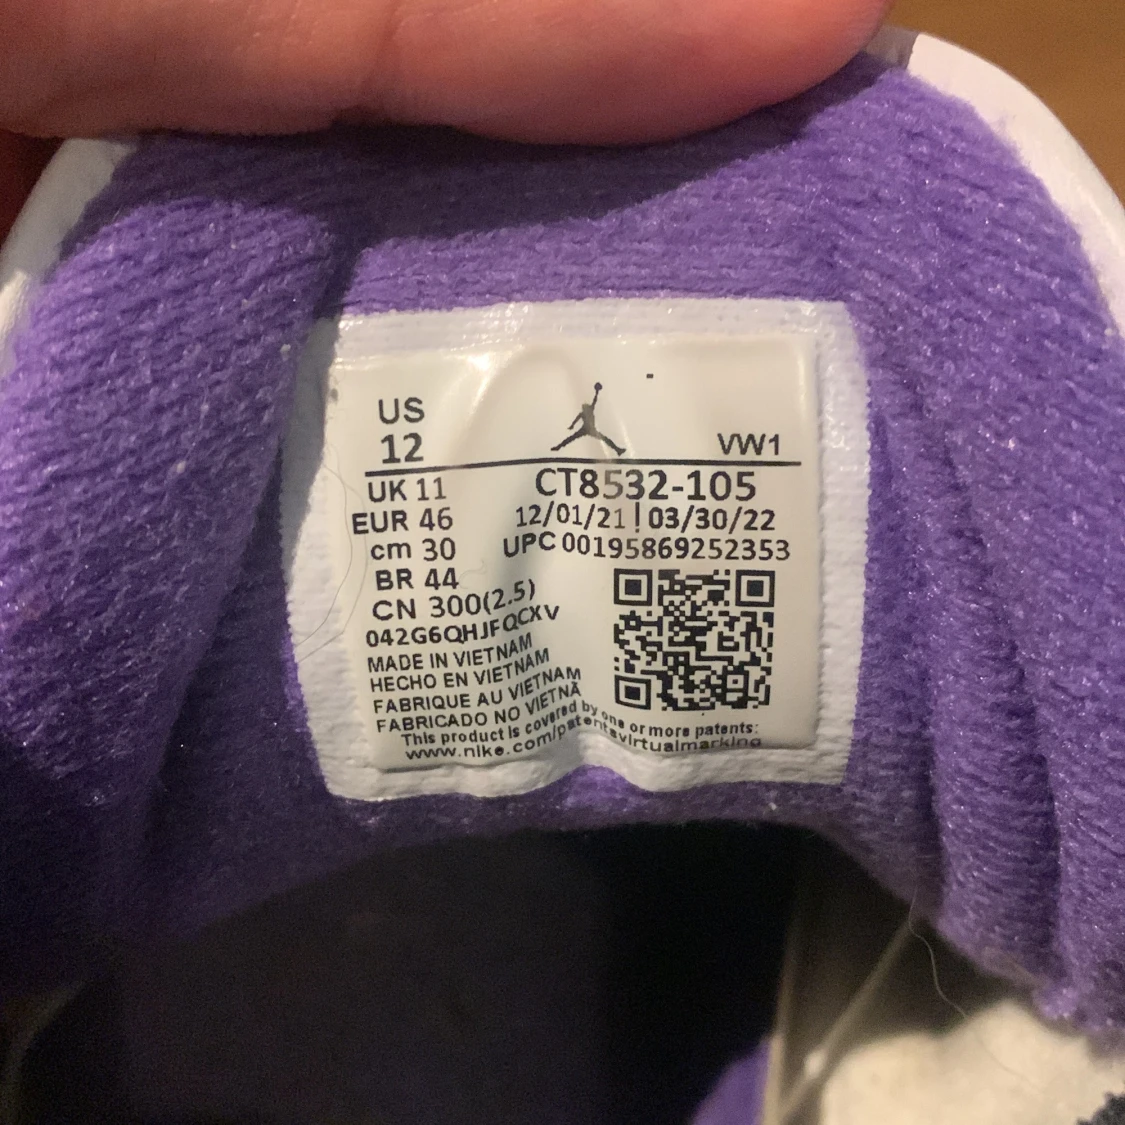 US
12
VW1
UK 11
CT8532-105
EUR 46
12/01/21 | 03/30/22
cm 30
UPC 00195869252353
BR 44
CN 300(2.5)
042G6QHJFQCXV
MADE IN VIETNAM
HECHO EN VIETNAM
FABRIQUE AU VIETNAM
FABRICADO NO VIETNÃ
This product is covered by one or more patents:
www.nike.com/patentsvirtualmarking